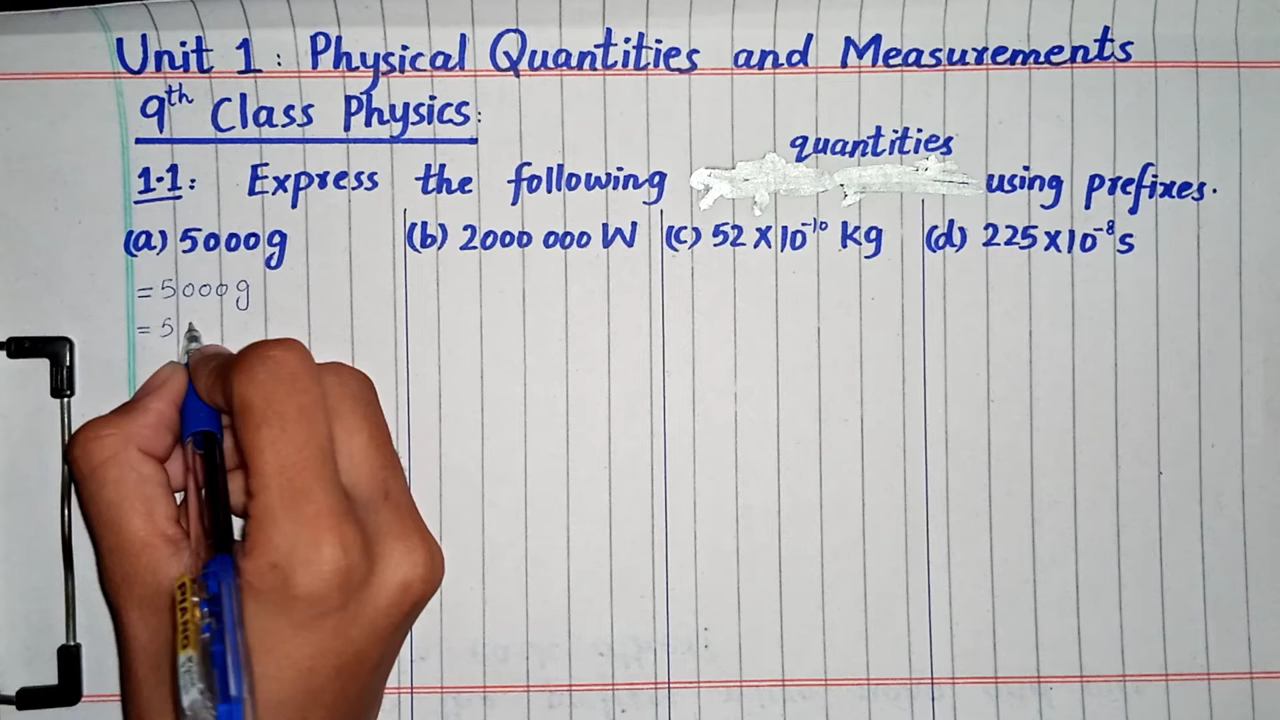 Unit 1: Physical Quantities and Measurements
9th Class Physics:
quantities
1.1: Express the following using prefixes.
(a) 5000g (b) 2000 000 W (c) 52 X 10⁻¹⁰ kg (d) 225 x 10⁻⁸ s
= 5000g
= 5
PIANO